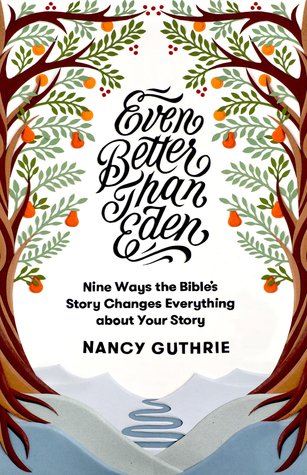 Even
Better
Than
Eden
Nine Ways the Bible's
Story Changes Everything
about Your Story
NANCY GUTHRIE